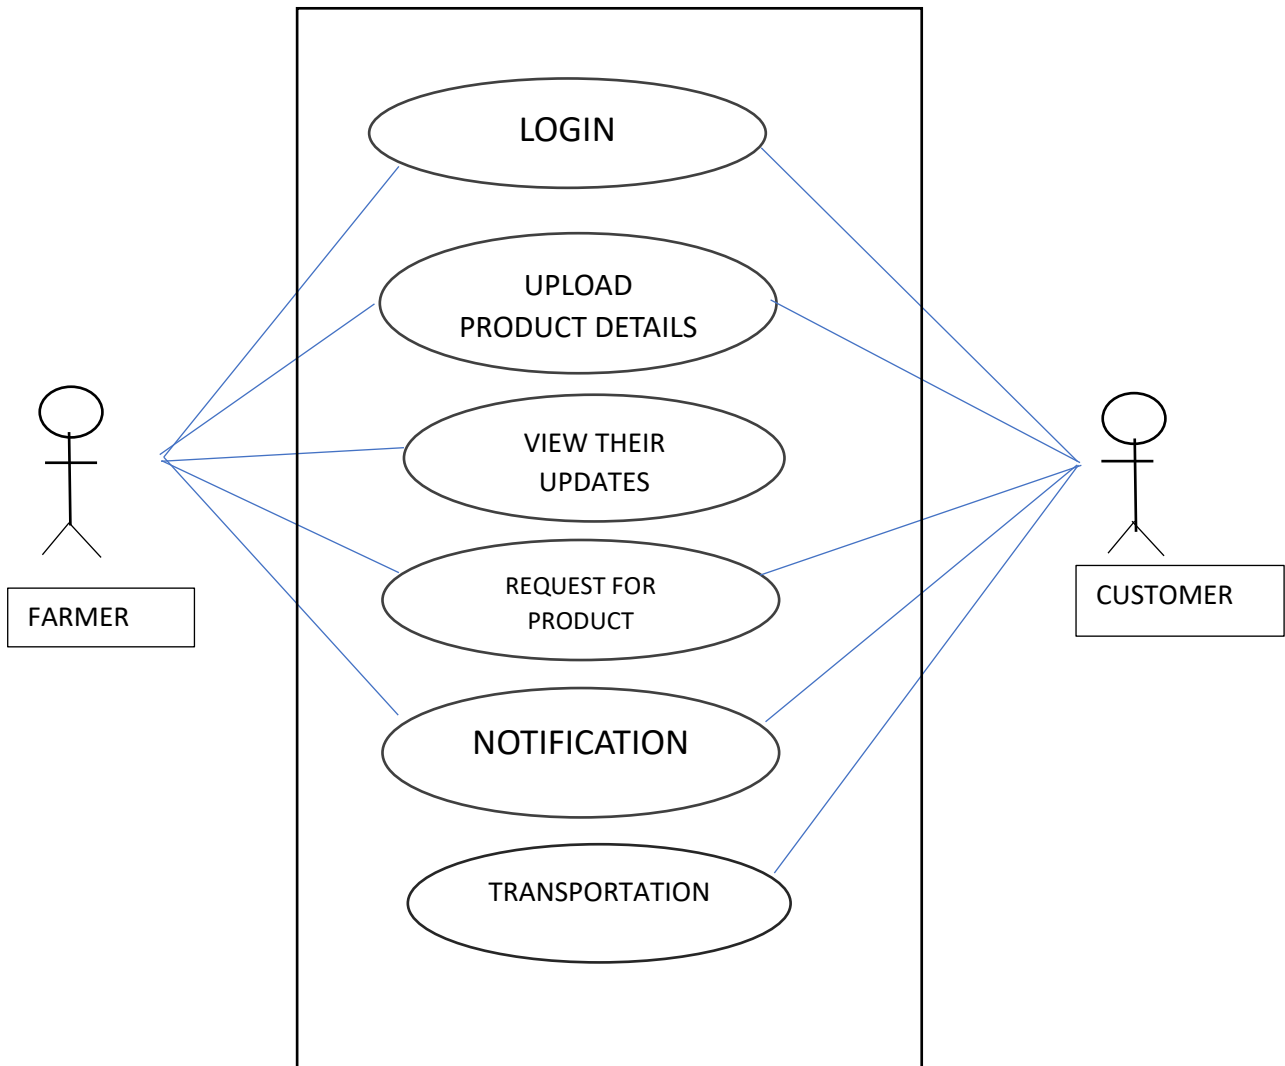 LOGIN
UPLOAD
PRODUCT DETAILS
VIEW THEIR
UPDATES
REQUEST FOR
PRODUCT
NOTIFICATION
TRANSPORTATION
FARMER
CUSTOMER